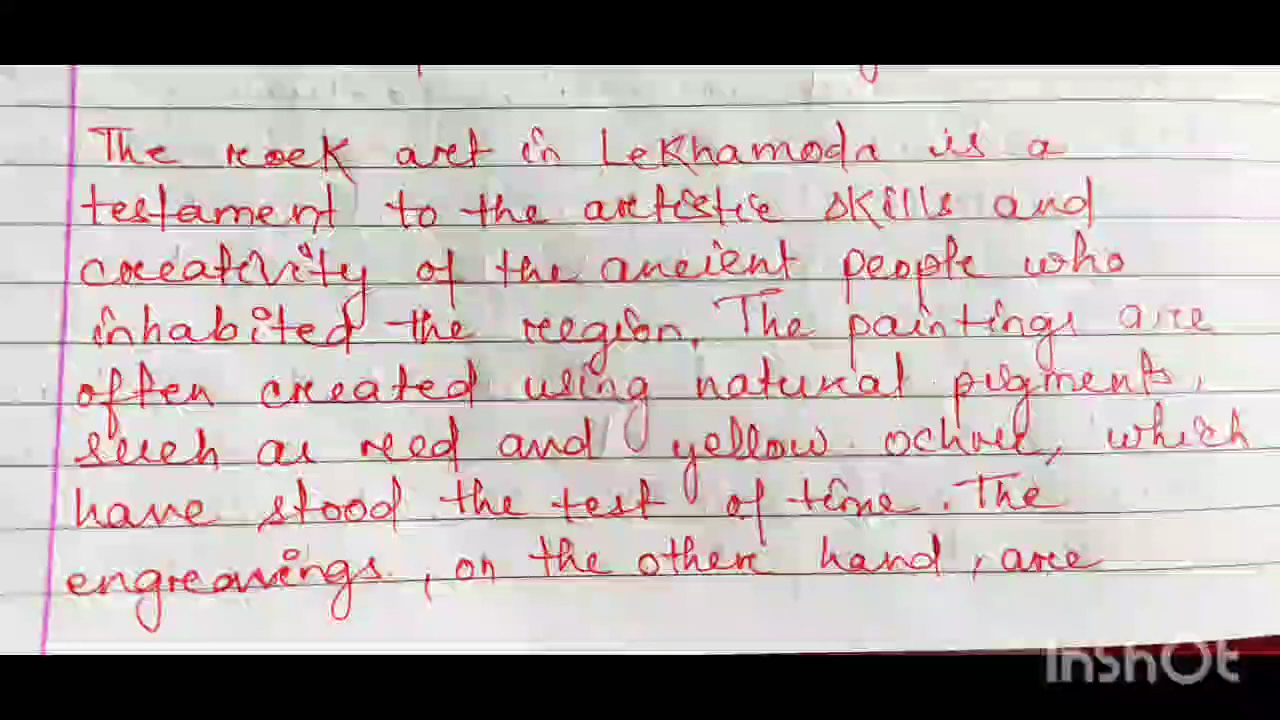 The rock art in Lekhamoda is a
testament to the artistic skills and
creativity of the ancient people who
inhabited the region. The paintings are
often created using natural pigments,
such as red and yellow ochre, which
have stood the test of time. The
engravings, on the other hand, are
InShOt